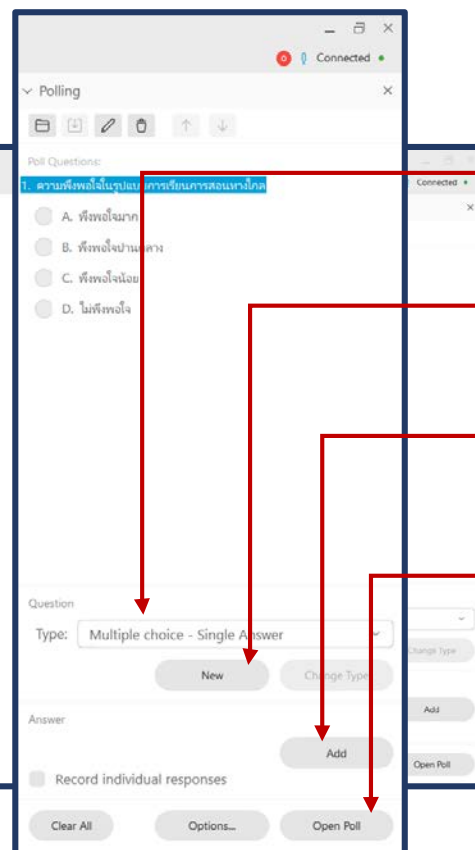 Connected
Polling
Poll Questions:
1. ความพึงพอใจในรูปแบบการเรียนการสอนทางไกล
A. พึงพอใจมาก
B. พึงพอใจปานกลาง
C. พึงพอใจน้อย
D. ไม่พึงพอใจ
Question
Type: Multiple choice - Single Answer
New
Change Type
Answer
Add
Record individual responses
Clear All
Options...
Open Poll
Connected
Change Type
Add
Open Poll